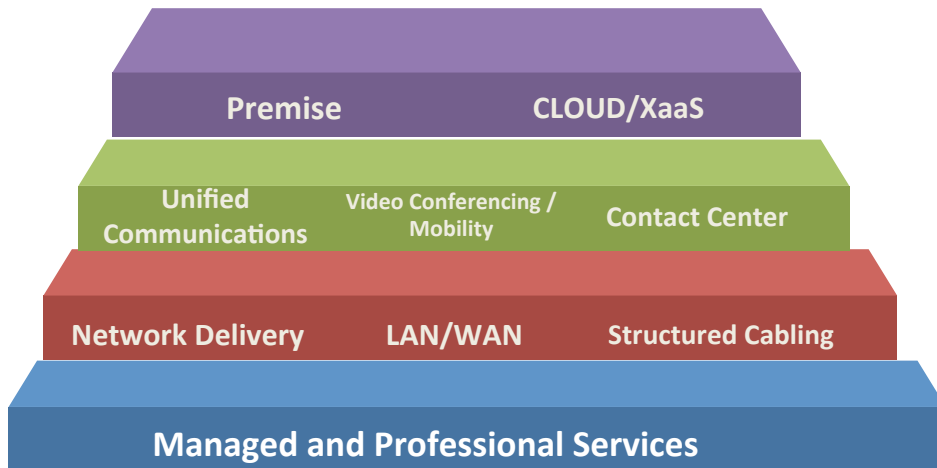 Premise
CLOUD/XaaS
Unified
Communications
Video Conferencing /
Mobility
Contact Center
Network Delivery
LAN/WAN
Structured Cabling
Managed and Professional Services